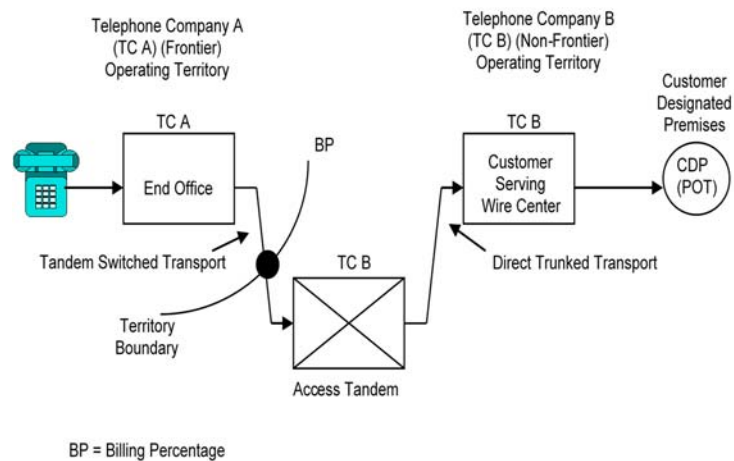 Telephone Company A
(TC A) (Frontier)
Operating Territory
Telephone Company B
(TC B) (Non-Frontier)
Operating Territory
Customer
Designated
Premises
TC A
End Office
BP
TC B
Customer
Serving
Wire Center
CDP
(POT)
Tandem Switched Transport
TC B
Direct Trunked Transport
Territory
Boundary
Access Tandem
BP = Billing Percentage